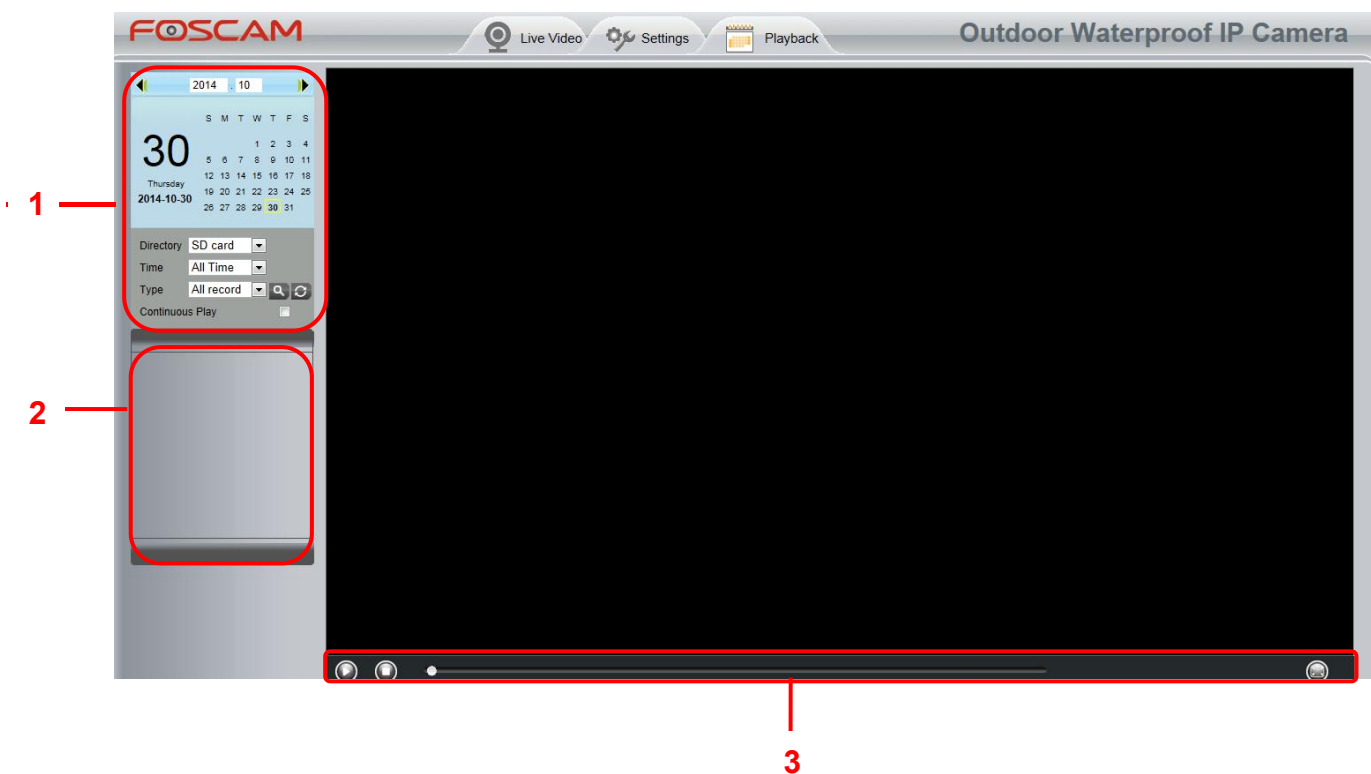 FOSCAM
Live Video
Settings
Playback
Outdoor Waterproof IP Camera
2014 . 10
S M T W T F S
1 2 3 4
5 6 7 8 9 10 11
12 13 14 15 16 17 18
19 20 21 22 23 24 25
26 27 28 29 30 31
30
Thursday
2014-10-30
Directory SD card
Time All Time
Type All record
Continuous Play
1
2
3